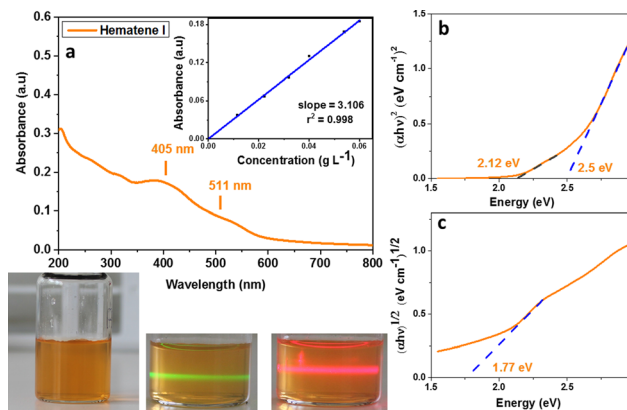 Hematene I
a
Absorbance (a.u)
0.6
0.5
0.4
0.3
0.2
0.1
0.0
405 nm
511 nm
200 300 400 500 600 700 800
Wavelength (nm)
Absorbance (a.u)
0.18
0.12
0.06
0.00
slope = 3.106
r² = 0.998
0.00 0.02 0.04 0.06
Concentration (g L⁻¹)
b
(αhν)² (eV cm⁻¹)²
1.5
1.0
0.5
0.0
2.12 eV
2.5 eV
1.5 2.0 2.5
Energy (eV)
c
(αhν)1/2 (eV cm⁻¹)1/2
1.0
0.5
0.0
1.77 eV
1.5 2.0 2.5
Energy (eV)